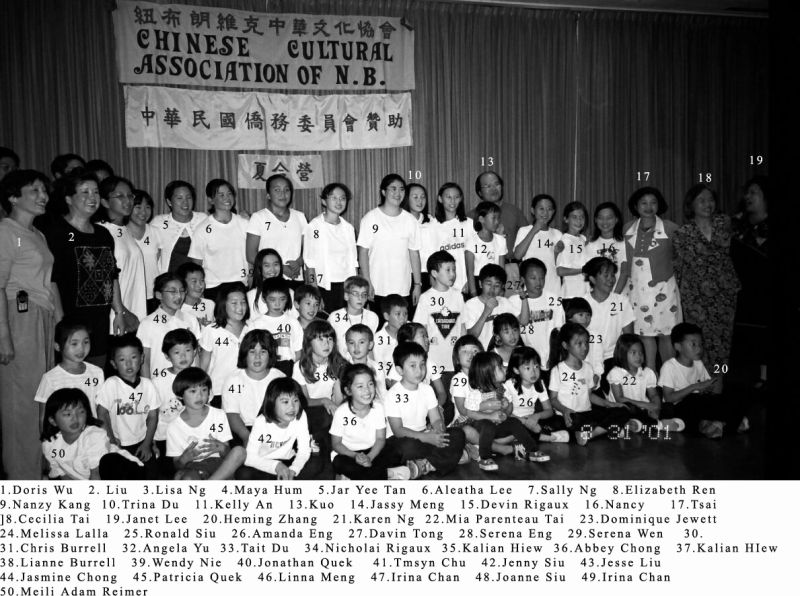 紐布朗維克中華文化協會
CHINESE CULTURAL
ASSOCIATION OF N.B.
中華民國僑務委員會贊助
夏令營
8 31 '01
1.Doris Wu 2. Liu 3.Lisa Ng 4.Maya Hum 5.Jar Yee Tan 6.Aleatha Lee 7.Sally Ng 8.Elizabeth Ren
9.Nanzy Kang 10.Trina Du 11.Kelly An 13.Kuo 14.Jassy Meng 15.Devin Rigaux 16.Nancy 17.Tsai
]8.Cecilia Tai 19.Janet Lee 20.Heming Zhang 21.Karen Ng 22.Mia Parenteau Tai 23.Dominique Jewett
24.Melissa Lalla 25.Ronald Siu 26.Amanda Eng 27.Davin Tong 28.Serena Eng 29.Serena Wen 30.
31.Chris Burrell 32.Angela Yu 33.Tait Du 34.Nicholai Rigaux 35.Kalian Hiew 36.Abbey Chong 37.Kalian HIew
38.Lianne Burrell 39.Wendy Nie 40.Jonathan Quek 41.Tmsyn Chu 42.Jenny Siu 43.Jesse Liu
44.Jasmine Chong 45.Patricia Quek 46.Linna Meng 47.Irina Chan 48.Joanne Siu 49.Irina Chan
50.Meili Adam Reimer